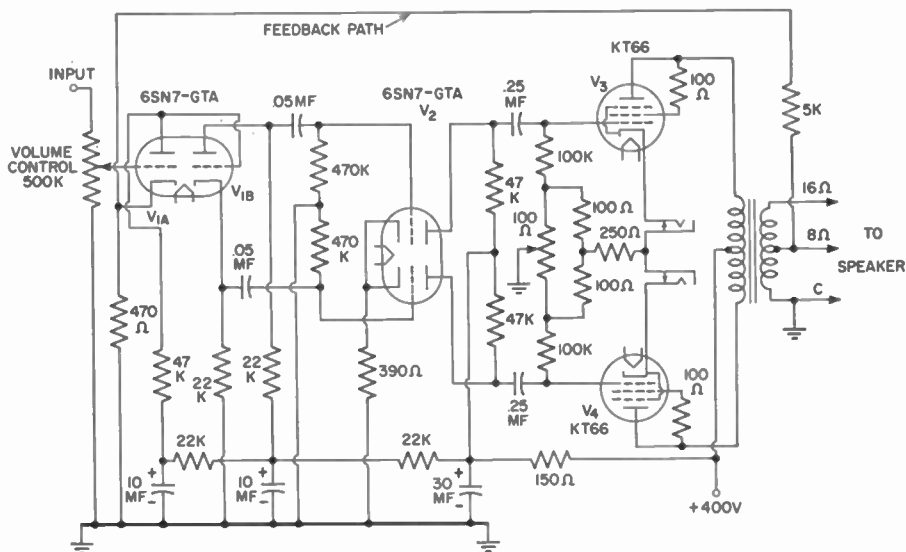 FEEDBACK PATH
KT66
INPUT
6SN7-GTA
.05MF
6SN7-GTA
V2
.25
MF
V3
100
Ω
5K
VOLUME
CONTROL
500K
V1A
V1B
470K
100K
47
K
100
Ω
100Ω
250Ω
16Ω
8Ω
TO
SPEAKER
C
.05
MF
470
K
100Ω
470
Ω
47K
100K
47
K
22
K
22
K
390Ω
.25
MF
V4
KT66
100
Ω
22K
22K
150Ω
+400V
10
MF
+
-
10
MF
+
-
30
MF
+
-